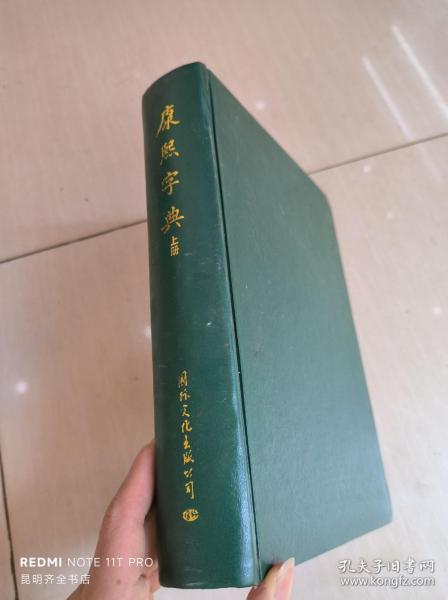 康熙字典
上册
国际文化出版公司
REDMI NOTE 11T PRO
昆明齐全书店
孔夫子旧书网
www.kongfz.com